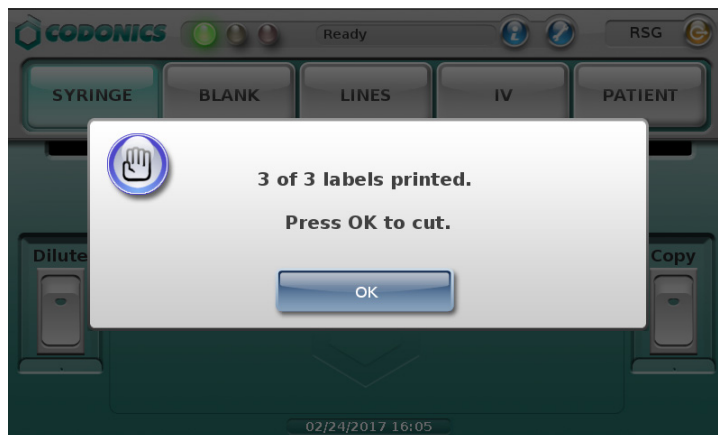 CODONICS
Ready
RSG
SYRINGE
BLANK
LINES
IV
PATIENT
3 of 3 labels printed.
Press OK to cut.
Dilute
Copy
OK
02/24/2017 16:05